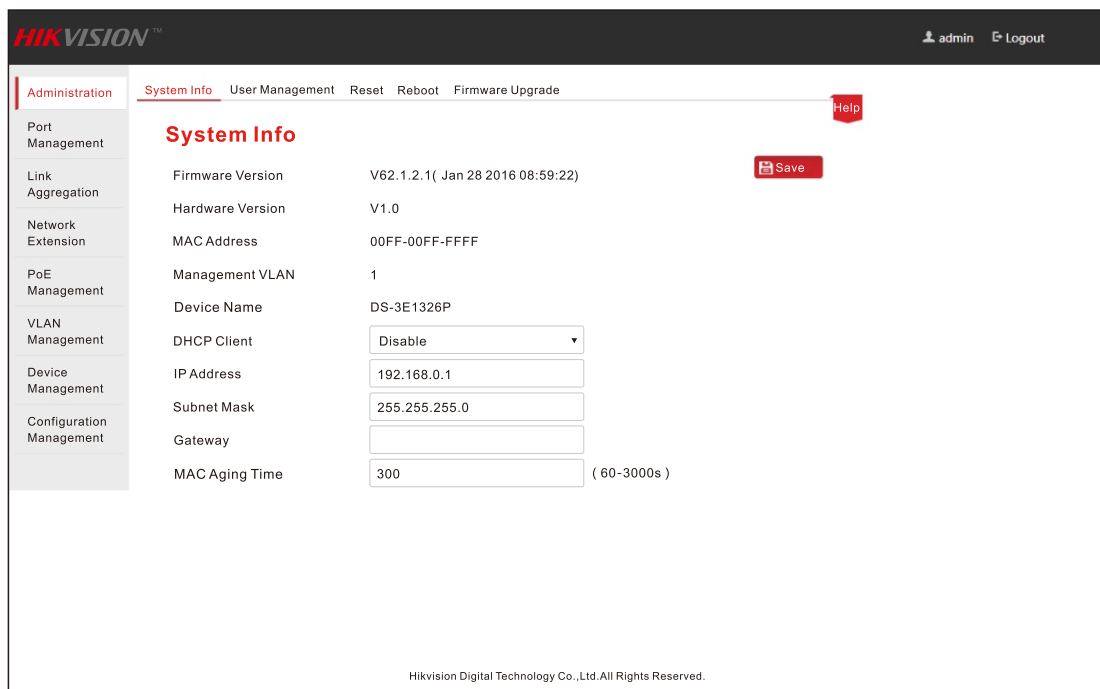 HIKVISION™
admin Logout
Administration
Port
Management
Link
Aggregation
Network
Extension
PoE
Management
VLAN
Management
Device
Management
Configuration
Management
System Info User Management Reset Reboot Firmware Upgrade
Help
System Info
Save
Firmware Version V62.1.2.1( Jan 28 2016 08:59:22)
Hardware Version V1.0
MAC Address 00FF-00FF-FFFF
Management VLAN 1
Device Name DS-3E1326P
DHCP Client Disable
IP Address 192.168.0.1
Subnet Mask 255.255.255.0
Gateway
MAC Aging Time 300 ( 60-3000s )
Hikvision Digital Technology Co.,Ltd.All Rights Reserved.